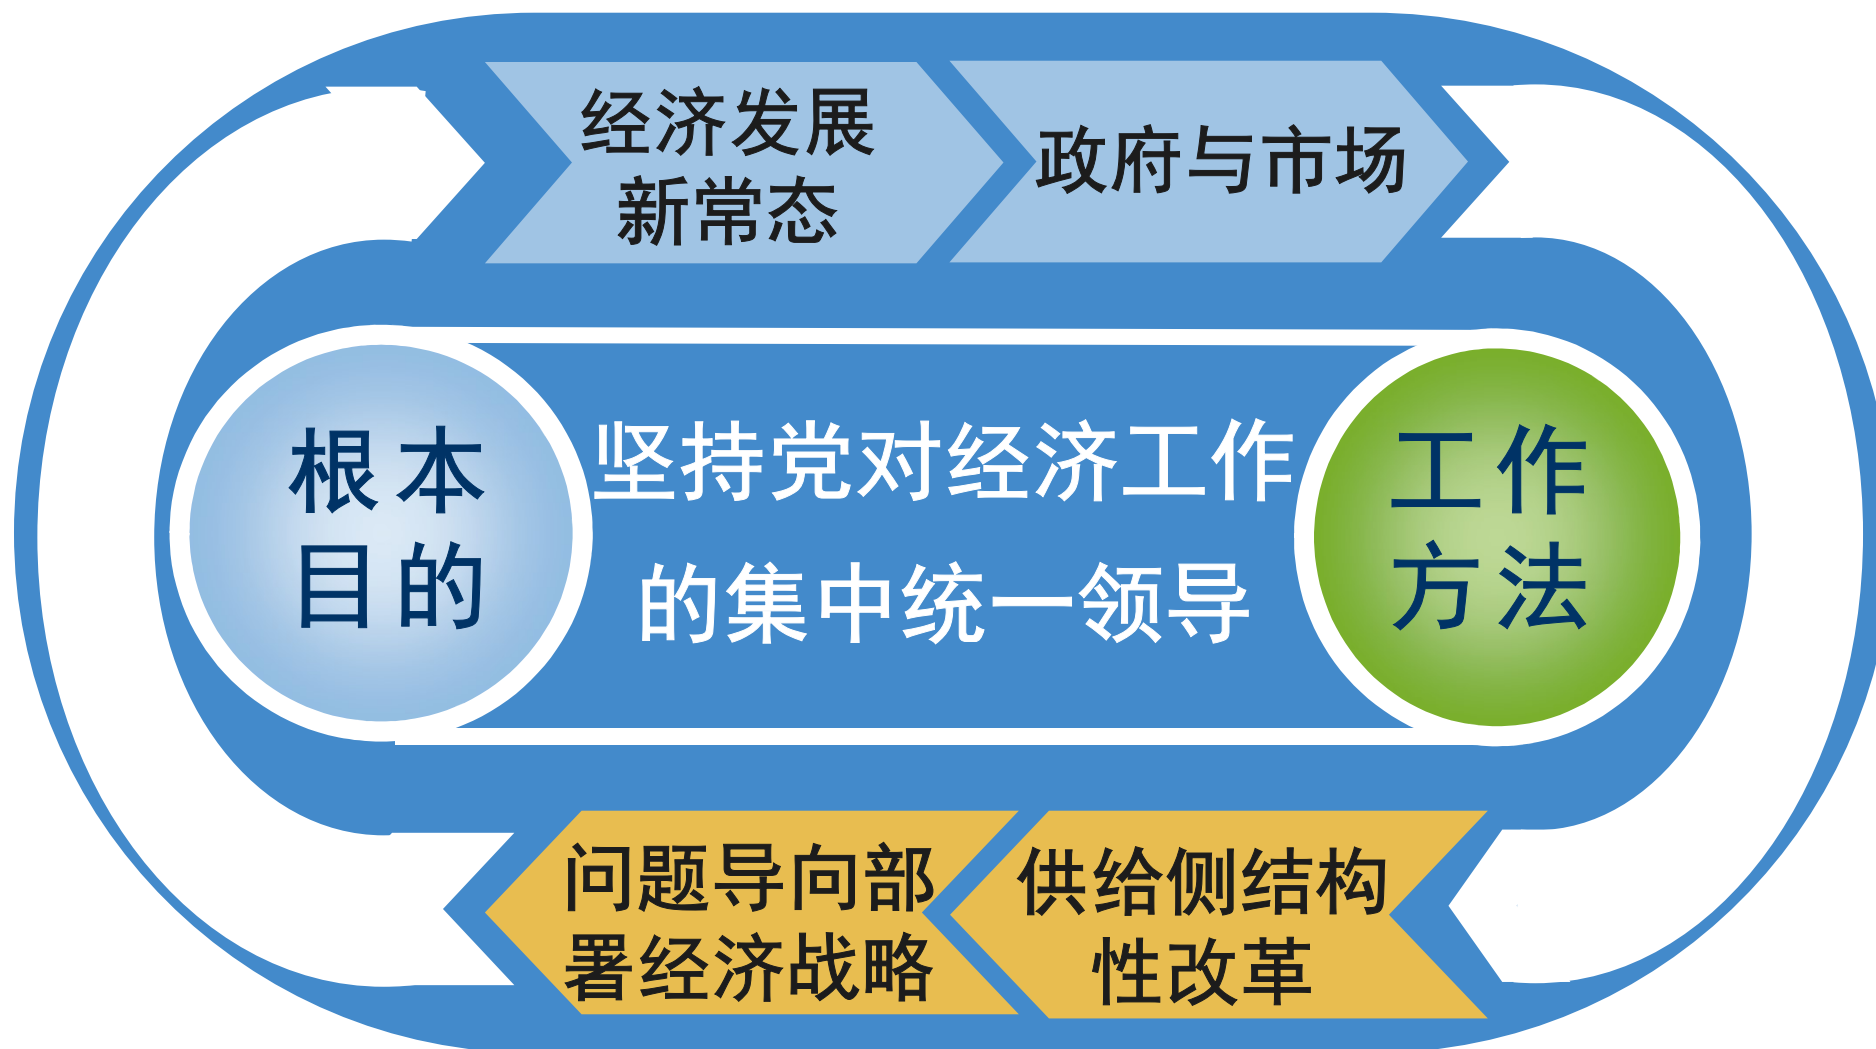 经济发展
新常态
政府与市场
根本
目的
坚持党对经济工作
的集中统一领导
工作
方法
问题导向部
署经济战略
供给侧结构
性改革